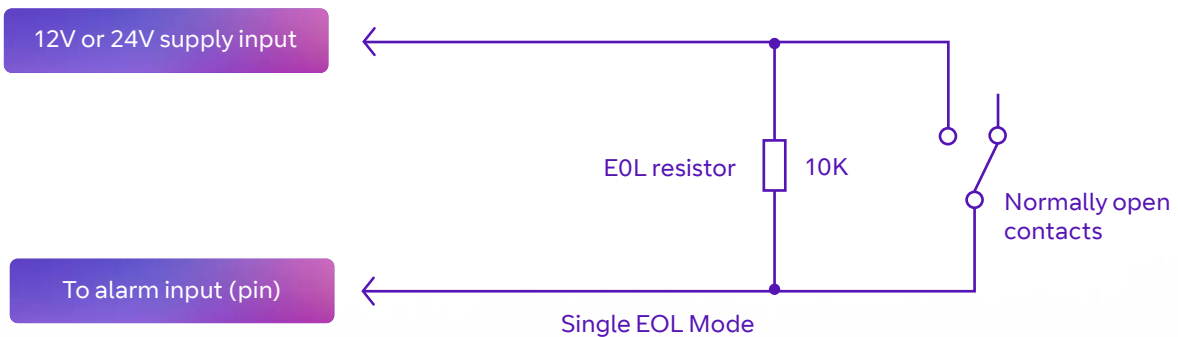 12V or 24V supply input
E0L resistor
10K
Normally open
contacts
To alarm input (pin)
Single EOL Mode